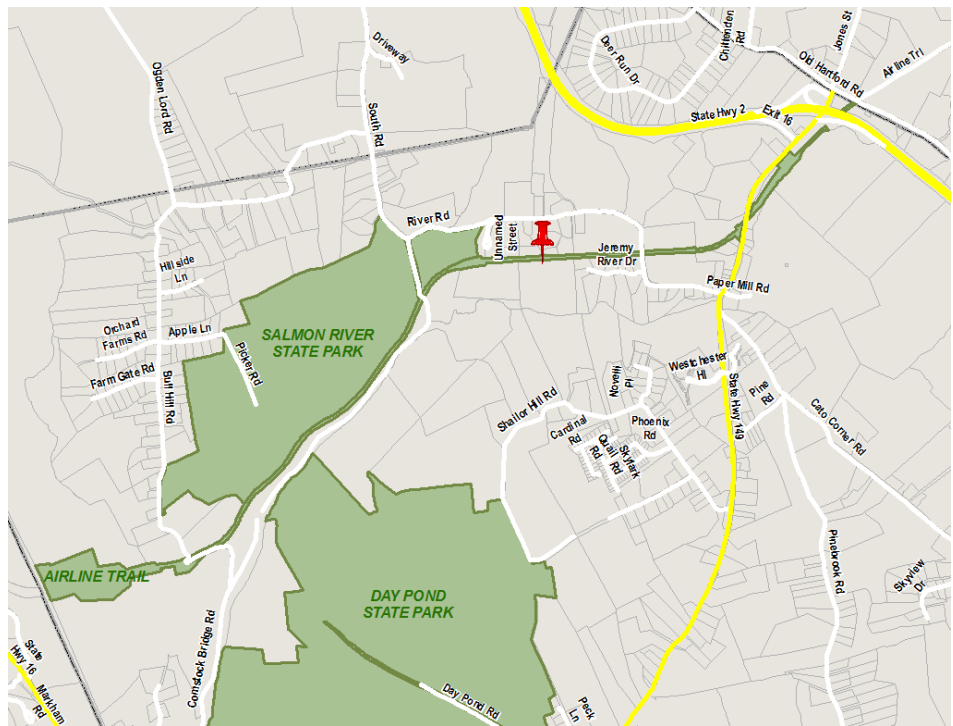 Jones St
Chittenden
Rd
Driveway
Deer Run Dr
Old Hartford Rd
Airline Trl
Ogden Lord Rd
South Rd
State Hwy 2
Exit 16
River Rd
Unnamed
Street
Jeremy
River Dr
Hillside
Ln
Paper Mill Rd
Orchard
Farms Rd
Apple Ln
SALMON RIVER
STATE PARK
Picker Rd
Farm Gate Rd
Bull Hill Rd
Westchester
Hl
Novelli
Pl
Pine
Rd
State Hwy 149
Shailor Hill Rd
Cardinal
Rd
Quail
Rd
Skylark
Phoenix
Rd
Cato Corner Rd
Pinebrook Rd
Skyview
Dr
AIRLINE TRAIL
DAY POND
STATE PARK
Comstock Bridge Rd
State
Hwy 16
Markham
Rd
Day Pond Rd
Peck
Ln